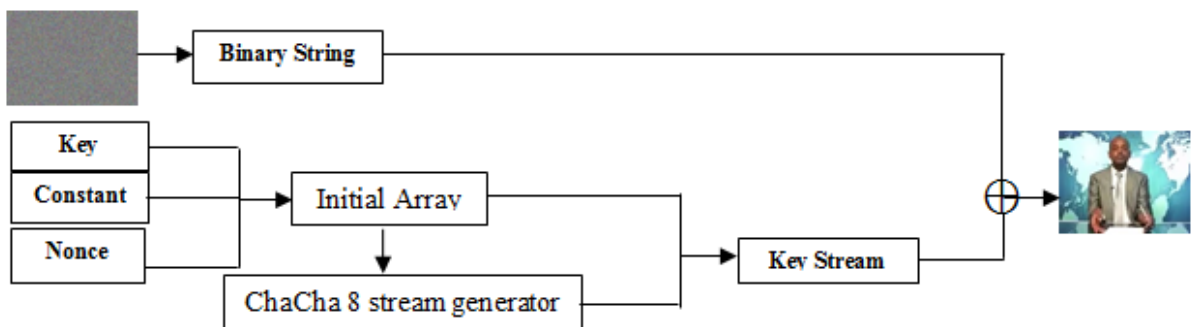 Binary String
Key
Constant
Initial Array
Nonce
Key Stream
ChaCha 8 stream generator